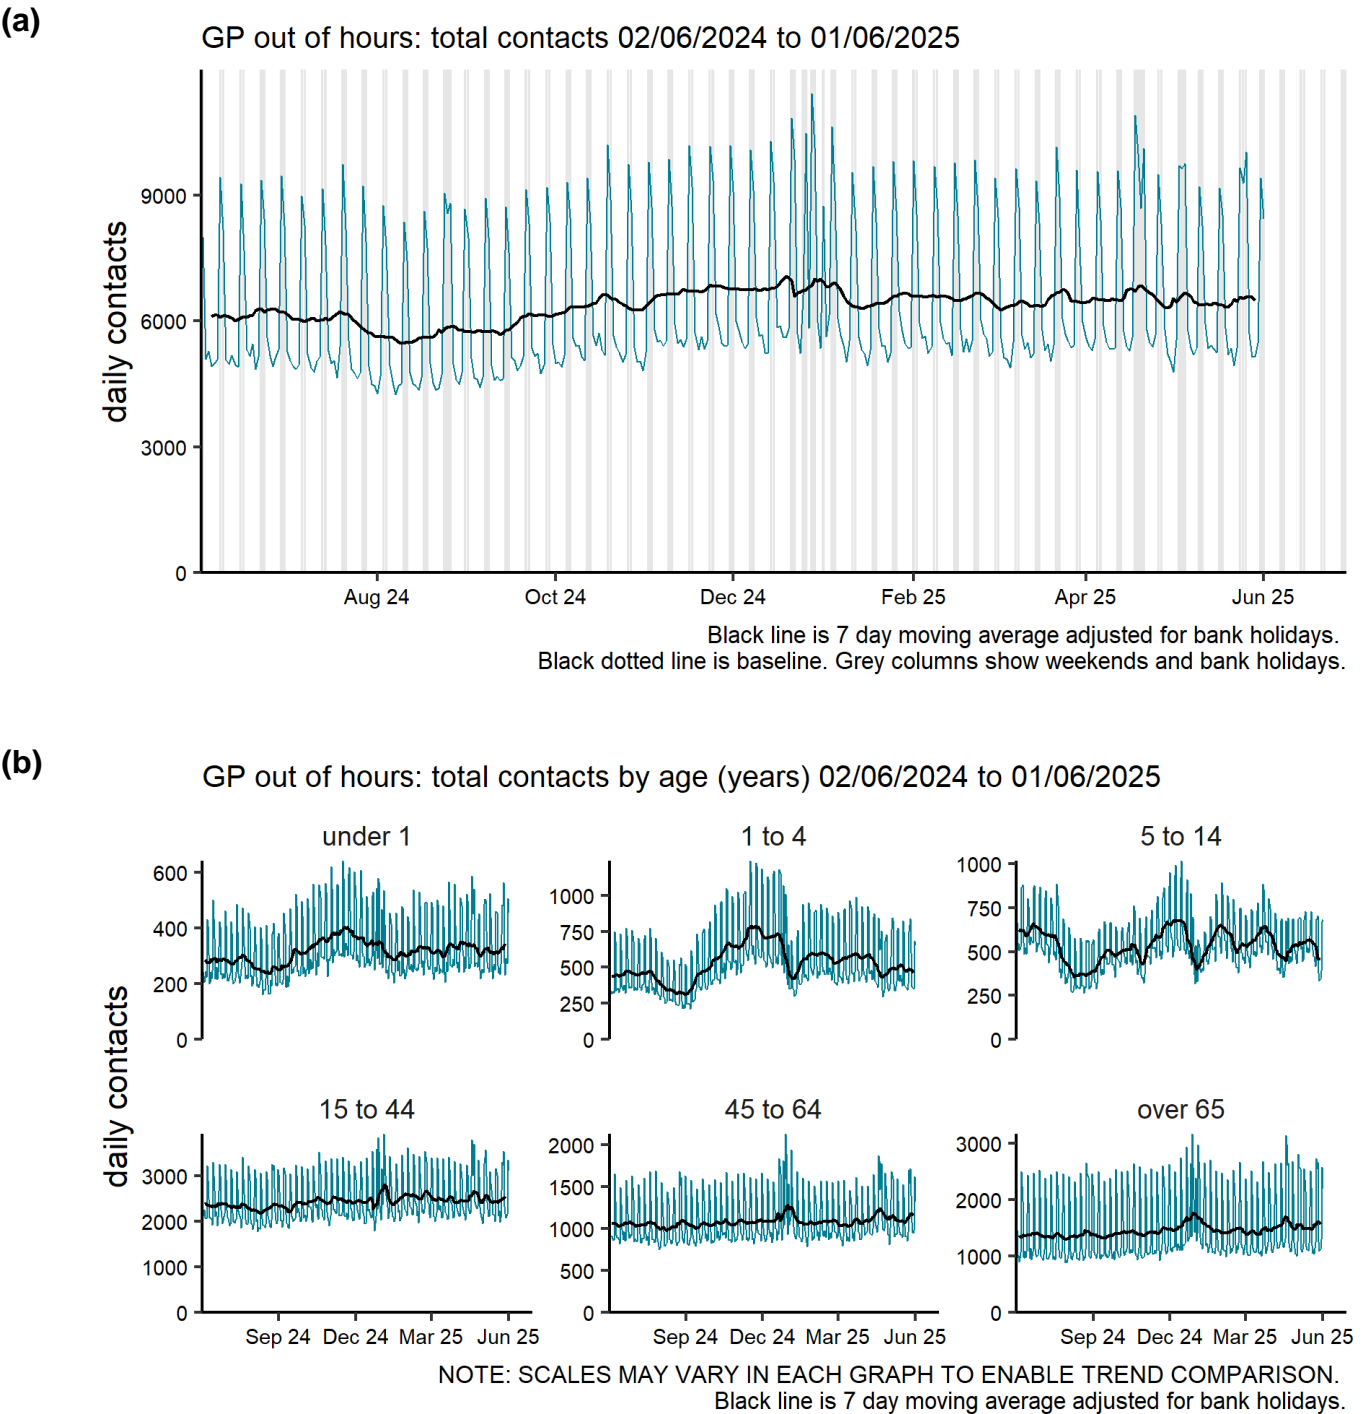 (a)
GP out of hours: total contacts 02/06/2024 to 01/06/2025
daily contacts
9000
6000
3000
0
Aug 24 Oct 24 Dec 24 Feb 25 Apr 25 Jun 25
Black line is 7 day moving average adjusted for bank holidays.
Black dotted line is baseline. Grey columns show weekends and bank holidays.
(b)
GP out of hours: total contacts by age (years) 02/06/2024 to 01/06/2025
daily contacts
under 1
600
400
200
0
1 to 4
1000
750
500
250
0
5 to 14
1000
750
500
250
0
15 to 44
3000
2000
1000
0
Sep 24 Dec 24 Mar 25 Jun 25
45 to 64
2000
1500
1000
500
0
Sep 24 Dec 24 Mar 25 Jun 25
over 65
3000
2000
1000
0
Sep 24 Dec 24 Mar 25 Jun 25
NOTE: SCALES MAY VARY IN EACH GRAPH TO ENABLE TREND COMPARISON.
Black line is 7 day moving average adjusted for bank holidays.